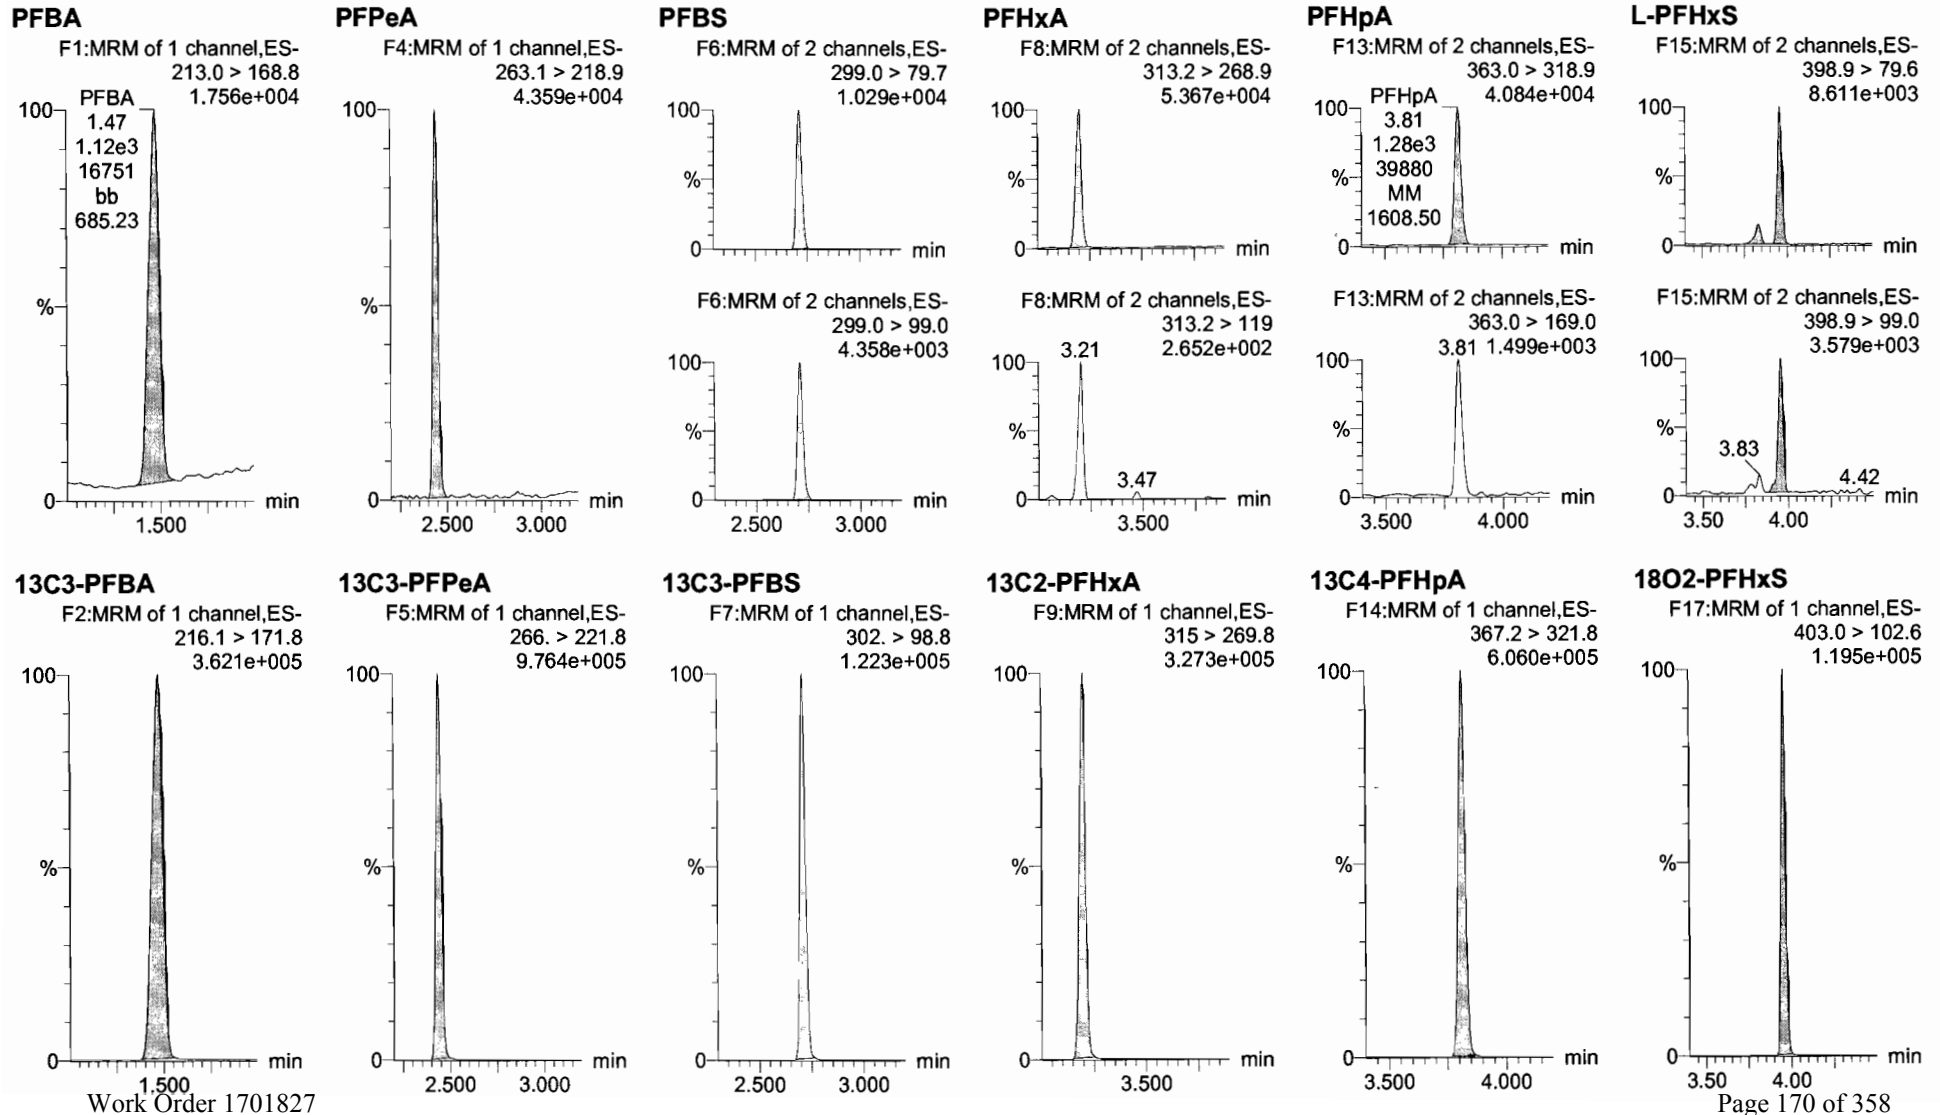 PFBA
F1:MRM of 1 channel,ES-
213.0 > 168.8
1.756e+004
PFBA
1.47
1.12e3
16751
bb
685.23
100
%
0
min
1.500
PFPeA
F4:MRM of 1 channel,ES-
263.1 > 218.9
4.359e+004
100
%
0
min
2.500 3.000
PFBS
F6:MRM of 2 channels,ES-
299.0 > 79.7
1.029e+004
100
%
0
min
F6:MRM of 2 channels,ES-
299.0 > 99.0
4.358e+003
100
%
0
min
2.500 3.000
PFHxA
F8:MRM of 2 channels,ES-
313.2 > 268.9
5.367e+004
100
%
0
min
F8:MRM of 2 channels,ES-
313.2 > 119
3.21 2.652e+002
100
%
3.47
0
min
3.500
PFHpA
F13:MRM of 2 channels,ES-
363.0 > 318.9
4.084e+004
PFHpA
3.81
1.28e3
39880
MM
1608.50
100
%
0
min
F13:MRM of 2 channels,ES-
363.0 > 169.0
3.81 1.499e+003
100
%
0
min
3.500 4.000
L-PFHxS
F15:MRM of 2 channels,ES-
398.9 > 79.6
8.611e+003
100
%
0
min
F15:MRM of 2 channels,ES-
398.9 > 99.0
3.579e+003
100
%
3.83
4.42
0
min
3.50 4.00
13C3-PFBA
F2:MRM of 1 channel,ES-
216.1 > 171.8
3.621e+005
100
%
0
min
1.500
13C3-PFPeA
F5:MRM of 1 channel,ES-
266. > 221.8
9.764e+005
100
%
0
min
2.500 3.000
13C3-PFBS
F7:MRM of 1 channel,ES-
302. > 98.8
1.223e+005
100
%
0
min
2.500 3.000
13C2-PFHxA
F9:MRM of 1 channel,ES-
315 > 269.8
3.273e+005
100
%
0
min
3.500
13C4-PFHpA
F14:MRM of 1 channel,ES-
367.2 > 321.8
6.060e+005
100
%
0
min
3.500 4.000
18O2-PFHxS
F17:MRM of 1 channel,ES-
403.0 > 102.6
1.195e+005
100
%
0
min
3.50 4.00
Work Order 1701827
Page 170 of 358